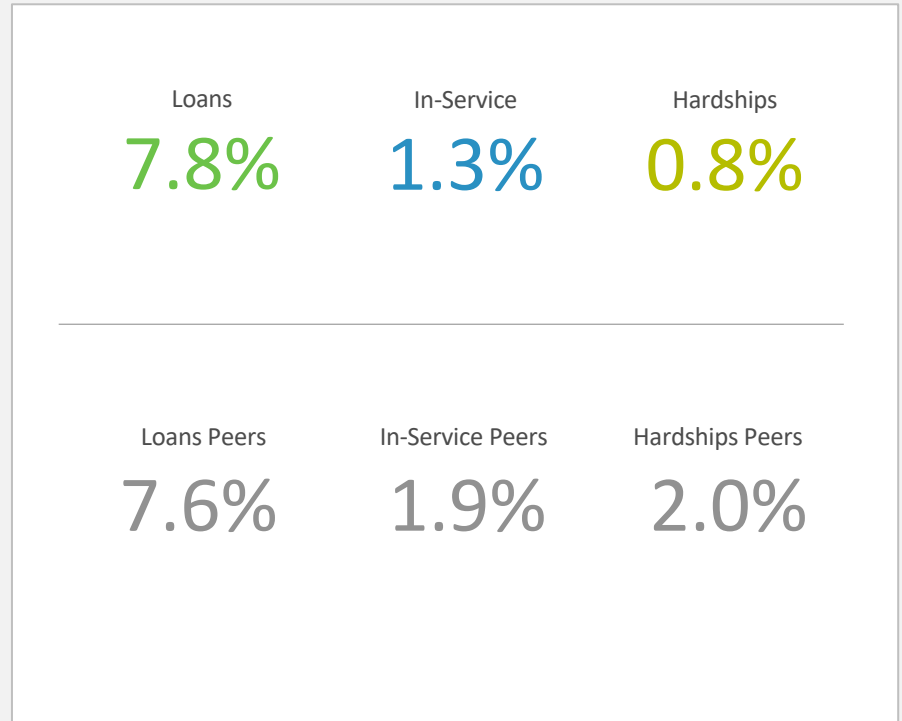 Loans In-Service Hardships
7.8% 1.3% 0.8%
Loans Peers In-Service Peers Hardships Peers
7.6% 1.9% 2.0%